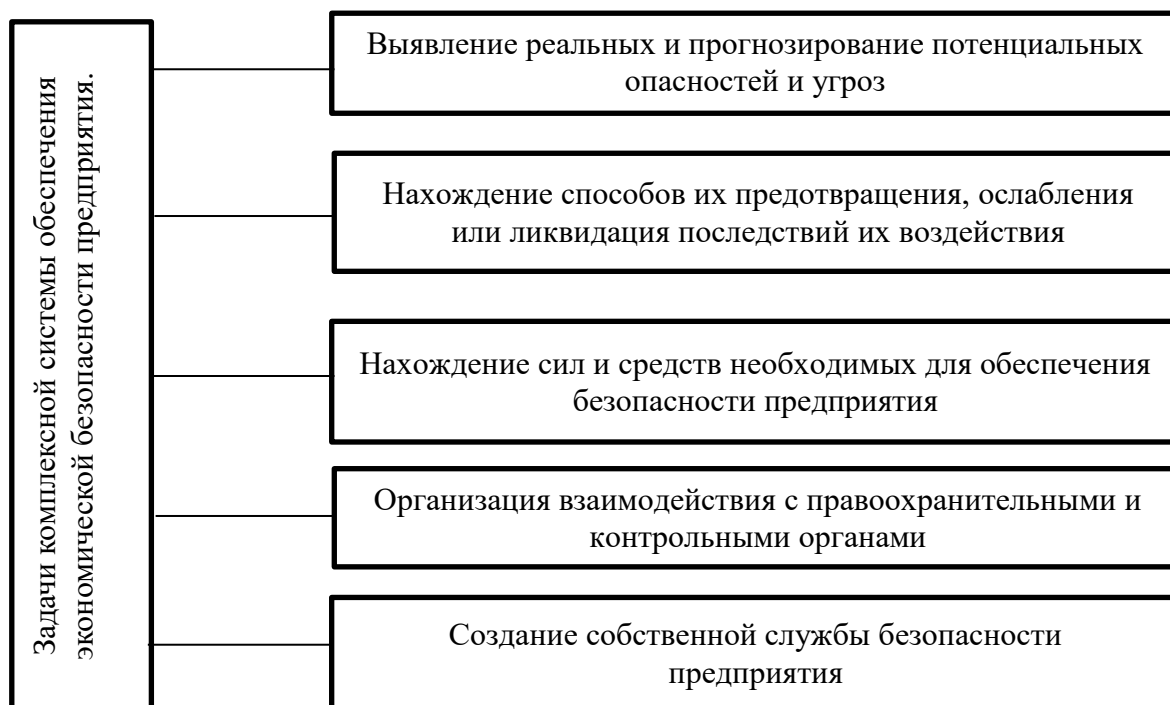 Задачи комплексной системы обеспечения
экономической безопасности предприятия.
Выявление реальных и прогнозирование потенциальных
опасностей и угроз
Нахождение способов их предотвращения, ослабления
или ликвидация последствий их воздействия
Нахождение сил и средств необходимых для обеспечения
безопасности предприятия
Организация взаимодействия с правоохранительными и
контрольными органами
Создание собственной службы безопасности
предприятия